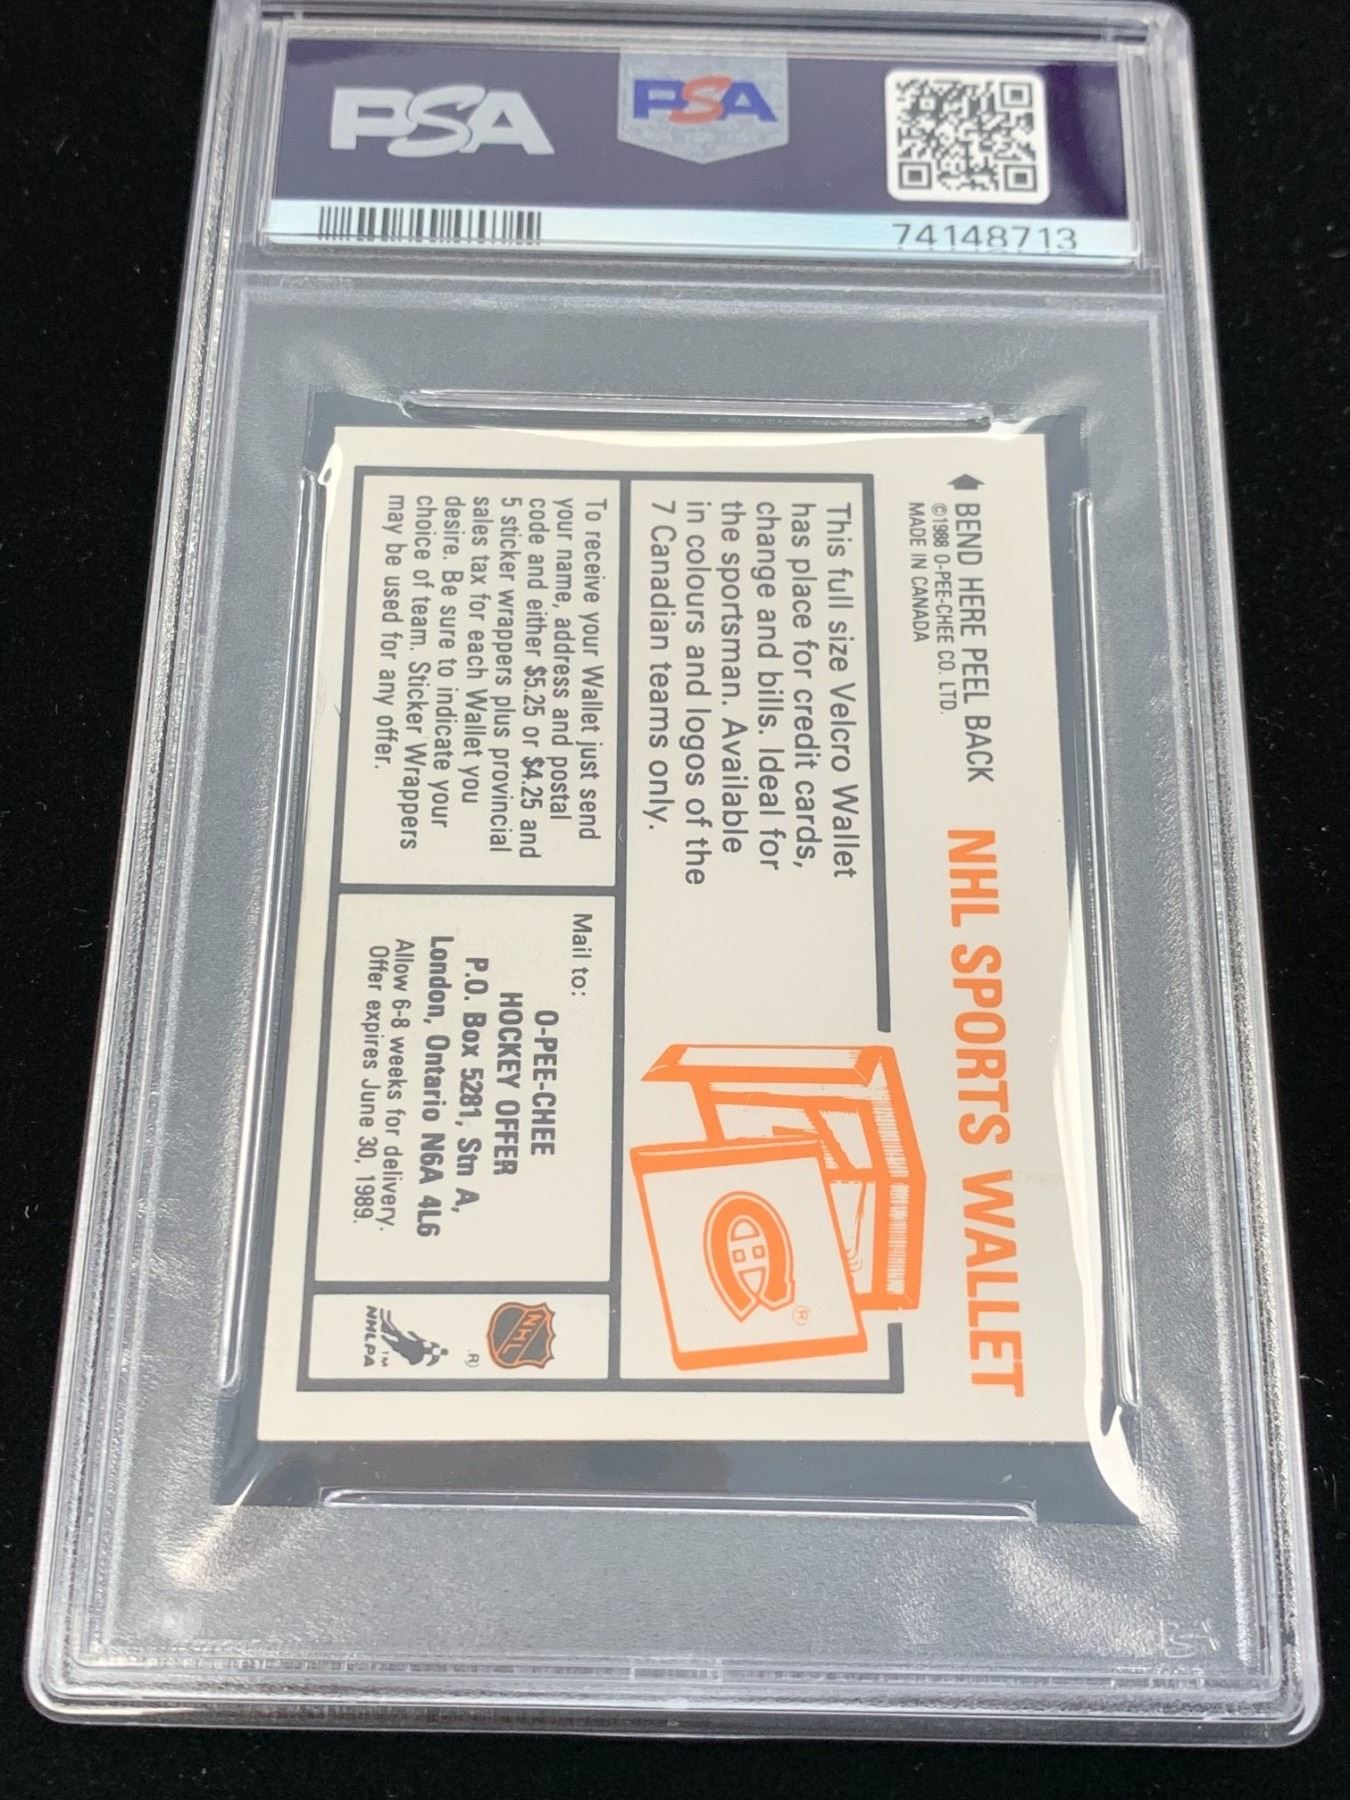 PSA
PSA
74148713
BEND HERE PEEL BACK
©1988 O-PEE-CHEE CO. LTD.
MADE IN CANADA
NHL SPORTS WALLET
This full size Velcro Wallet
has place for credit cards,
change and bills. Ideal for
the sportsman. Available
in colours and logos of the
7 Canadian teams only.
®
To receive your Wallet just send
your name, address and postal
code and either $5.25 or $4.25 and
5 sticker wrappers plus provincial
sales tax for each Wallet you
desire. Be sure to indicate your
choice of team. Sticker Wrappers
may be used for any offer.
Mail to:
O-PEE-CHEE
HOCKEY OFFER
P.O. Box 5281, Stn A,
London, Ontario N6A 4L6
Allow 6-8 weeks for delivery.
Offer expires June 30, 1989.
NHL
®
TM
NHLPA
PSA